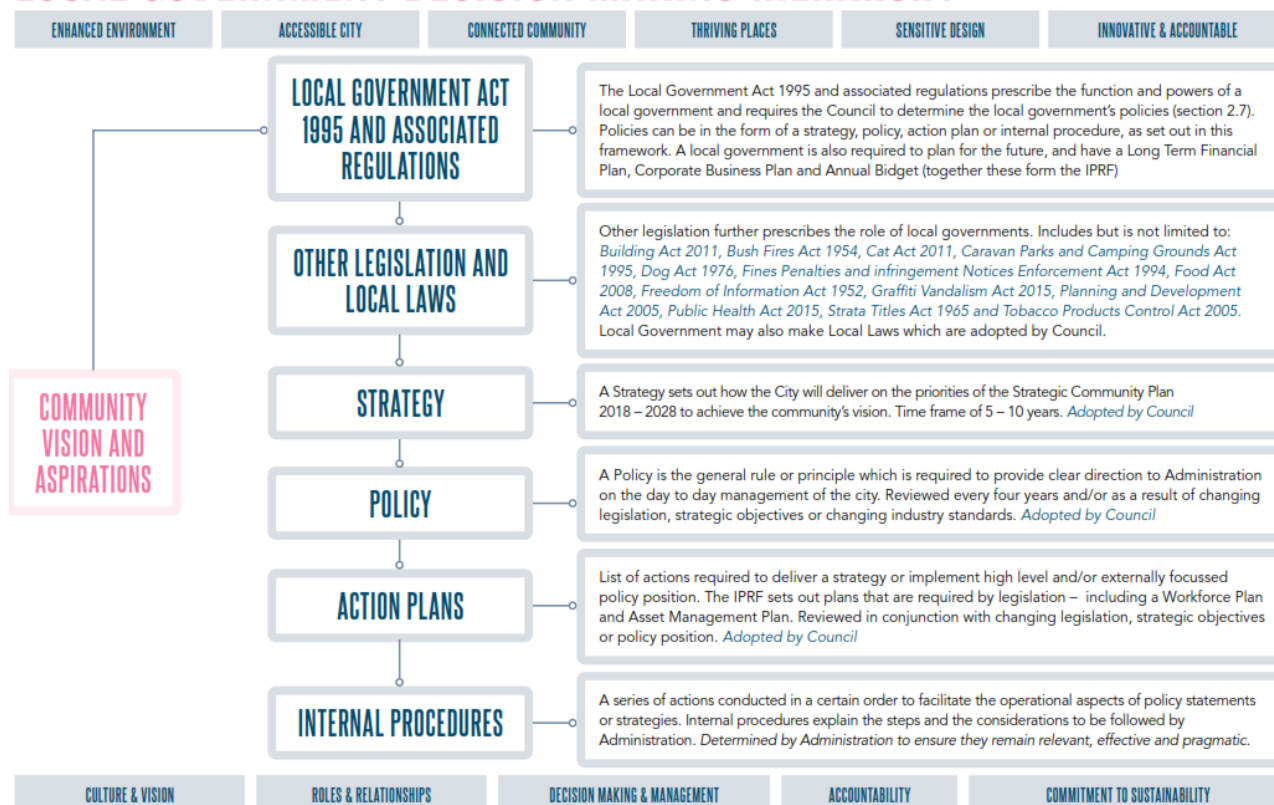 ENHANCED ENVIRONMENT
ACCESSIBLE CITY
CONNECTED COMMUNITY
THRIVING PLACES
SENSITIVE DESIGN
INNOVATIVE & ACCOUNTABLE
LOCAL GOVERNMENT ACT
1995 AND ASSOCIATED
REGULATIONS
The Local Government Act 1995 and associated regulations prescribe the function and powers of a
local government and requires the Council to determine the local government's policies (section 2.7).
Policies can be in the form of a strategy, policy, action plan or internal procedure, as set out in this
framework. A local government is also required to plan for the future, and have a Long Term Financial
Plan, Corporate Business Plan and Annual Budget (together these form the IPRF)
OTHER LEGISLATION AND
LOCAL LAWS
Other legislation further prescribes the role of local governments. Includes but is not limited to:
Building Act 2011, Bush Fires Act 1954, Cat Act 2011, Caravan Parks and Camping Grounds Act
1995, Dog Act 1976, Fines Penalties and infringement Notices Enforcement Act 1994, Food Act
2008, Freedom of Information Act 1952, Graffiti Vandalism Act 2015, Planning and Development
Act 2005, Public Health Act 2015, Strata Titles Act 1965 and Tobacco Products Control Act 2005.
Local Government may also make Local Laws which are adopted by Council.
COMMUNITY
VISION AND
ASPIRATIONS
STRATEGY
A Strategy sets out how the City will deliver on the priorities of the Strategic Community Plan
2018 – 2028 to achieve the community's vision. Time frame of 5 – 10 years. Adopted by Council
POLICY
A Policy is the general rule or principle which is required to provide clear direction to Administration
on the day to day management of the city. Reviewed every four years and/or as a result of changing
legislation, strategic objectives or changing industry standards. Adopted by Council
ACTION PLANS
List of actions required to deliver a strategy or implement high level and/or externally focussed
policy position. The IPRF sets out plans that are required by legislation – including a Workforce Plan
and Asset Management Plan. Reviewed in conjunction with changing legislation, strategic objectives
or policy position. Adopted by Council
INTERNAL PROCEDURES
A series of actions conducted in a certain order to facilitate the operational aspects of policy statements
or strategies. Internal procedures explain the steps and the considerations to be followed by
Administration. Determined by Administration to ensure they remain relevant, effective and pragmatic.
CULTURE & VISION
ROLES & RELATIONSHIPS
DECISION MAKING & MANAGEMENT
ACCOUNTABILITY
COMMITMENT TO SUSTAINABILITY